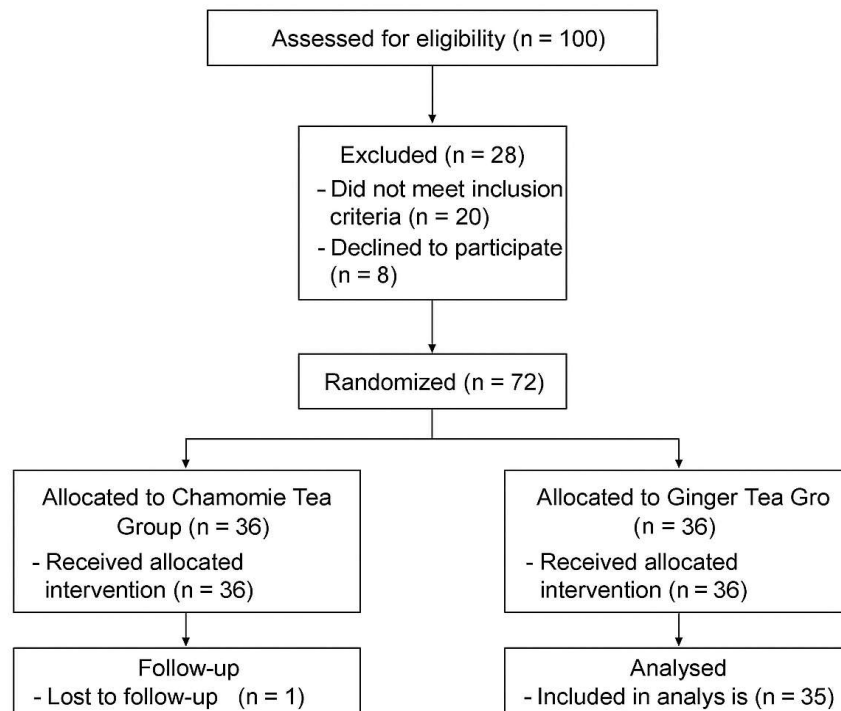 Assessed for eligibility (n = 100)
Excluded (n = 28)
- Did not meet inclusion
criteria (n = 20)
- Declined to participate
(n = 8)
Randomized (n = 72)
Allocated to Chamomie Tea
Group (n = 36)
- Received allocated
intervention (n = 36)
Allocated to Ginger Tea Gro
(n = 36)
- Received allocated
intervention (n = 36)
Follow-up
- Lost to follow-up (n = 1)
Analysed
- Included in analys is (n = 35)